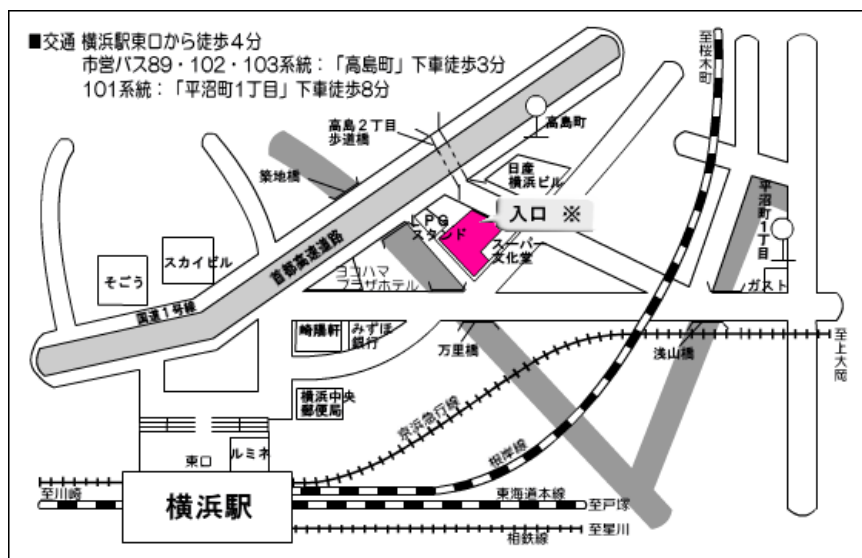 ■交通 横浜駅東口から徒歩4分
市営バス89・102・103系統：「高島町」下車徒歩3分
101系統：「平沼町1丁目」下車徒歩8分
至桜木町
高島2丁目
歩道橋
高島町
築地橋
日産
横浜ビル
入口 ※
平沼町1丁目
LPG
スタンド
スーパー
文化堂
首都高速道路
スカイビル
そごう
ヨコハマ
プラザホテル
ガスト
国道1号線
崎陽軒
みずほ
銀行
万里橋
浅山橋
至上大岡
横浜中央
郵便局
京浜急行線
根岸線
ルミネ
東口
至川崎
横浜駅
東海道本線
至戸塚
相鉄線
至星川